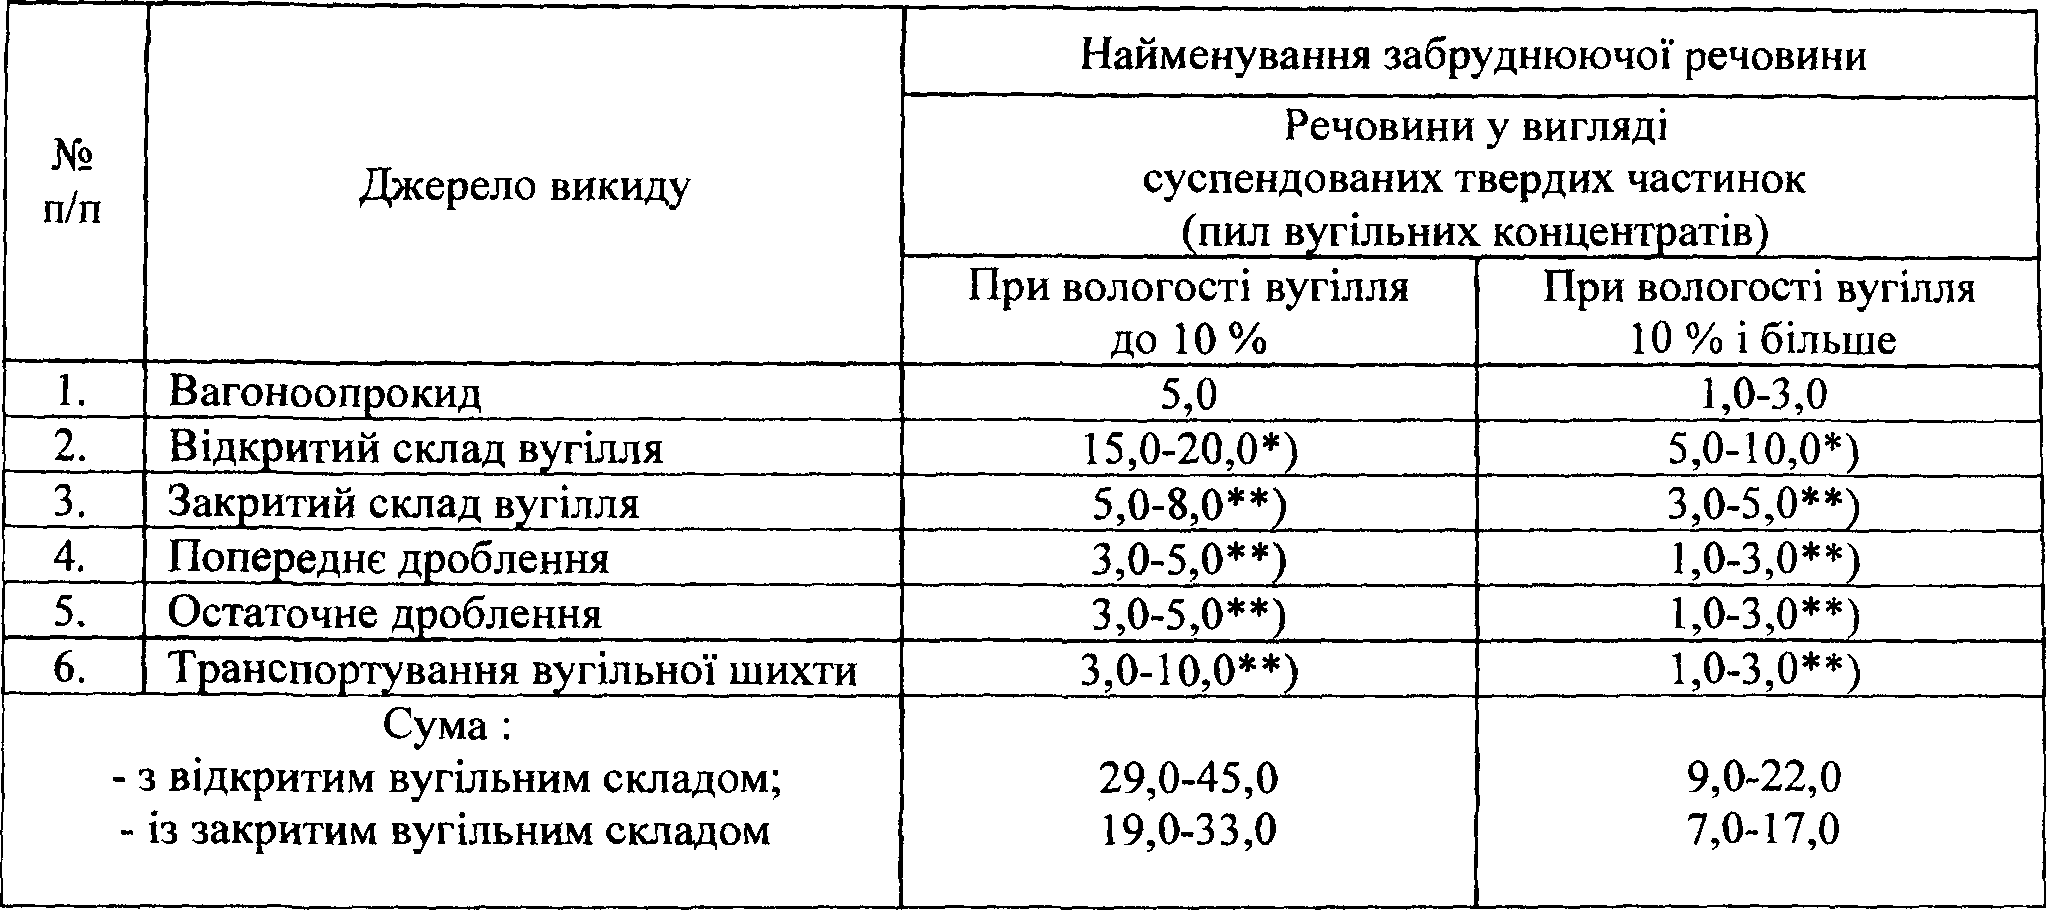 Найменування забруднюючої речовини
№
п/п
Джерело викиду
Речовини у вигляді
суспендованих твердих частинок
(пил вугільних концентратів)
При вологості вугілля
до 10 %
При вологості вугілля
10 % і більше
1. Вагоноопрокид 5,0 1,0-3,0
2. Відкритий склад вугілля 15,0-20,0*) 5,0-10,0*)
3. Закритий склад вугілля 5,0-8,0**) 3,0-5,0**)
4. Попереднє дроблення 3,0-5,0**) 1,0-3,0**)
5. Остаточне дроблення 3,0-5,0**) 1,0-3,0**)
6. Транспортування вугільної шихти 3,0-10,0**) 1,0-3,0**)
Сума :
- з відкритим вугільним складом; 29,0-45,0 9,0-22,0
- із закритим вугільним складом 19,0-33,0 7,0-17,0